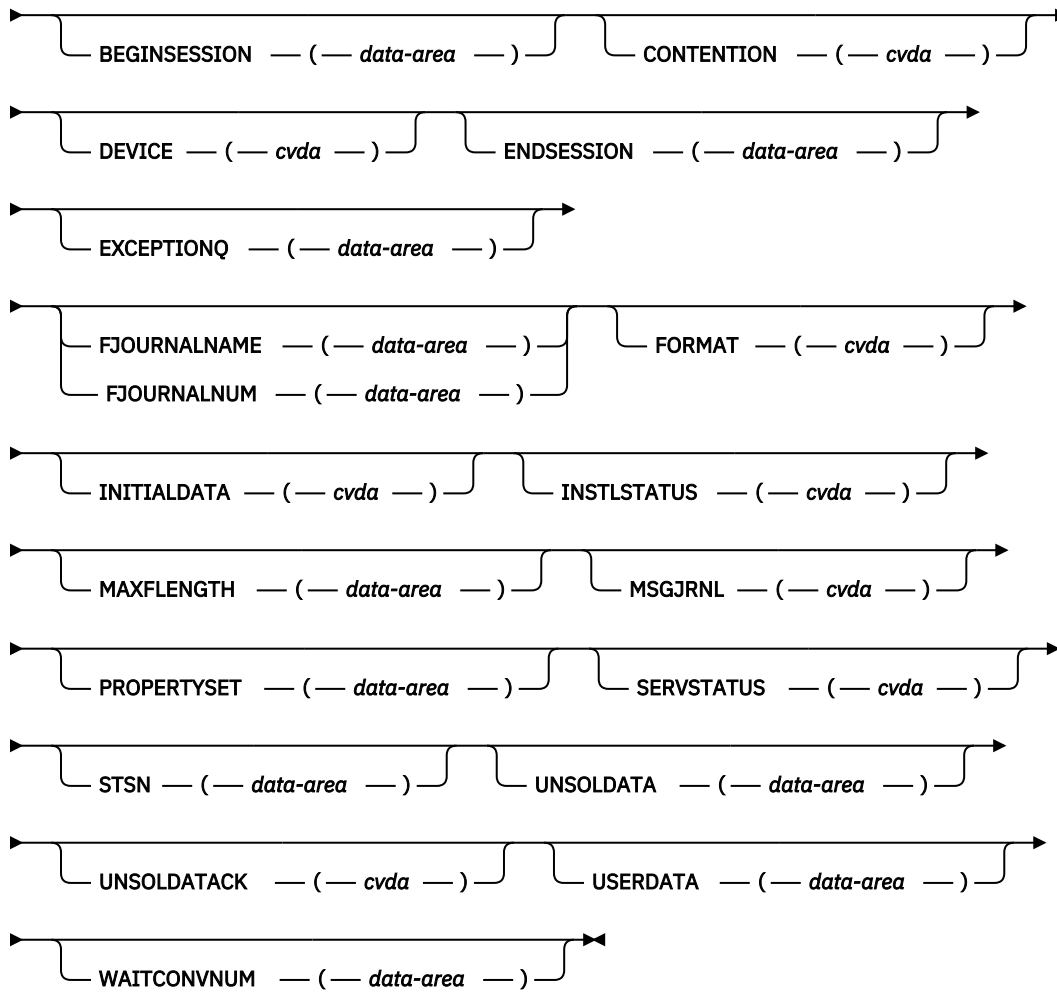 BEGINSESSION ( data-area ) CONTENTION ( cvda )
DEVICE ( cvda ) ENDSESSION ( data-area )
EXCEPTIONQ ( data-area )
FJOURNALNAME ( data-area ) FORMAT ( cvda )
FJOURNALNUM ( data-area )
INITIALDATA ( cvda ) INSTLSTATUS ( cvda )
MAXFLENGTH ( data-area ) MSGJRNL ( cvda )
PROPERTYSET ( data-area ) SERVSTATUS ( cvda )
STSN ( data-area ) UNSOLDATA ( data-area )
UNSOLDATACK ( cvda ) USERDATA ( data-area )
WAITCONVNUM ( data-area )